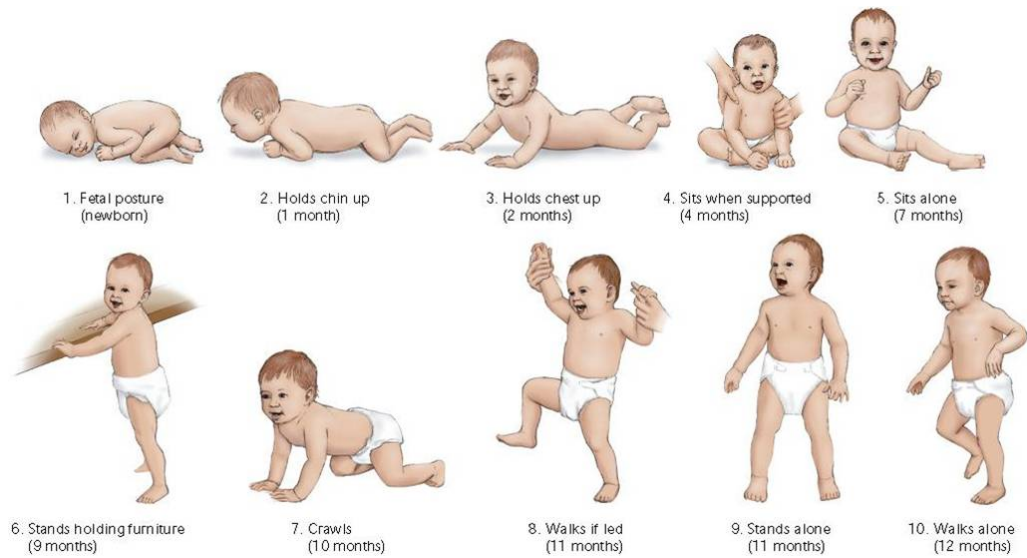 1. Fetal posture
(newborn)
2. Holds chin up
(1 month)
3. Holds chest up
(2 months)
4. Sits when supported
(4 months)
5. Sits alone
(7 months)
6. Stands holding furniture
(9 months)
7. Crawls
(10 months)
8. Walks if led
(11 months)
9. Stands alone
(11 months)
10. Walks alone
(12 months)